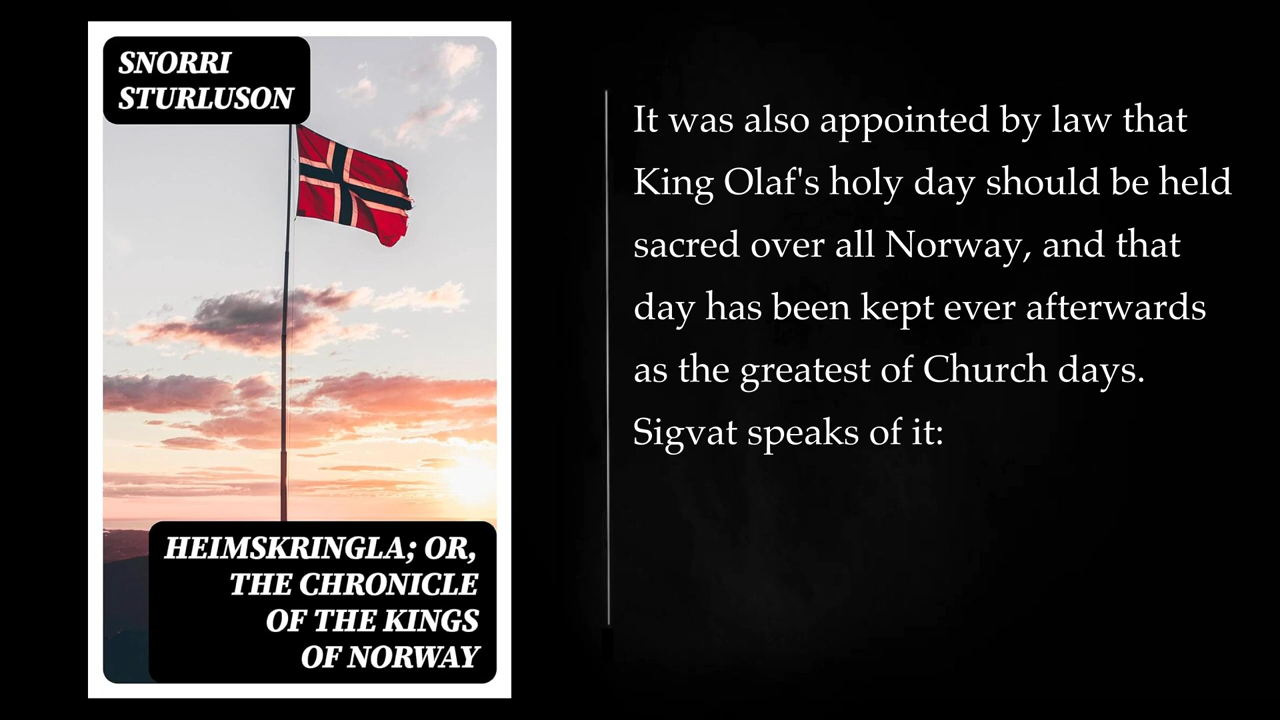 SNORRI
STURLUSON
HEIMSKRINGLA; OR,
THE CHRONICLE
OF THE KINGS
OF NORWAY
It was also appointed by law that
King Olaf's holy day should be held
sacred over all Norway, and that
day has been kept ever afterwards
as the greatest of Church days.
Sigvat speaks of it: